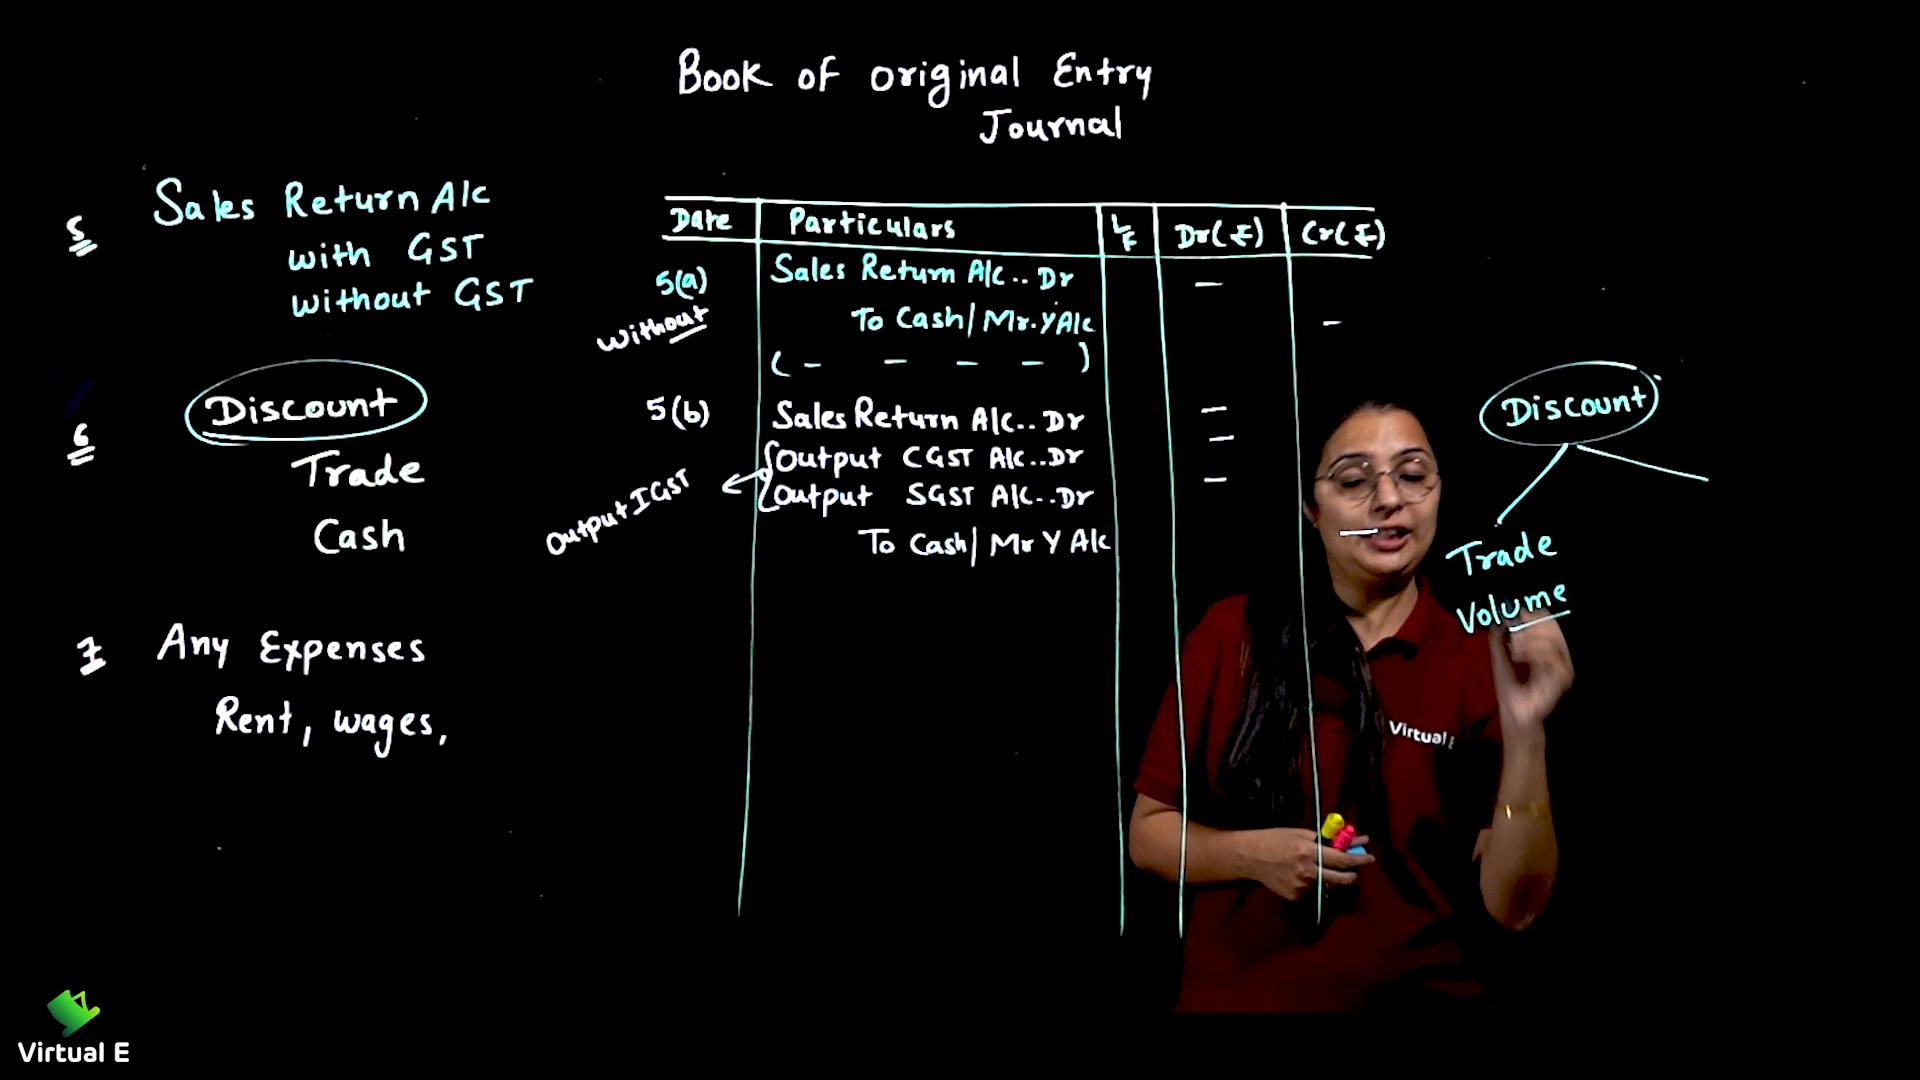 Book of original Entry
Journal
5 Sales Return A/c
with GST
without GST
6 Discount
Trade
Cash
7 Any Expenses
Rent, wages,
Date Particulars L F Dr(₹) Cr(₹)
5(a) Sales Return A/c.. Dr —
without To Cash/Mr. Y A/c —
( - — — — )
5(b) Sales Return A/c.. Dr —
Output CGST A/c..Dr —
Output SGST A/c..Dr —
Output IGST
To Cash/ Mr Y A/c —
Discount
Trade
Volume
Virtual E
Virtual E